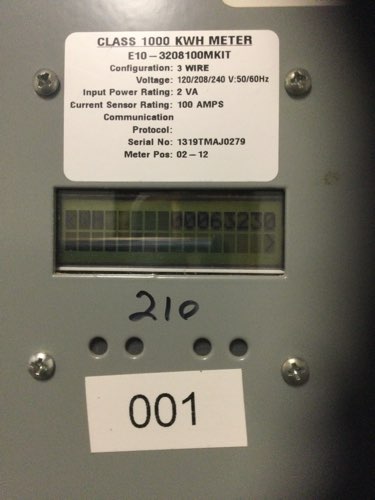 CLASS 1000 KWH METER
E10-3208100MKIT
Configuration: 3 WIRE
Voltage: 120/208/240 V:50/60Hz
Input Power Rating: 2 VA
Current Sensor Rating: 100 AMPS
Communication
Protocol:
Serial No: 1319TMAJ0279
Meter Pos: 02-12
00063230
>
210
001